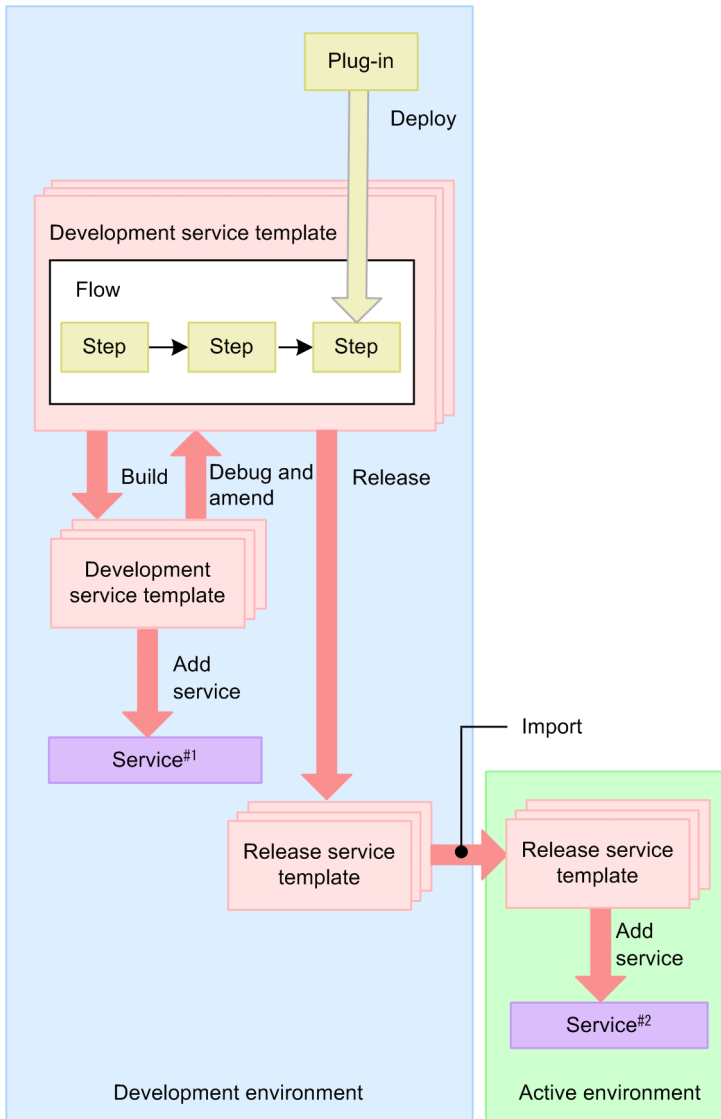 Plug-in
Deploy
Development service template
Flow
Step
Step
Step
Build
Debug and
amend
Release
Development
service template
Add
service
Service#1
Import
Release service
template
Release service
template
Add
service
Service#2
Development environment
Active environment